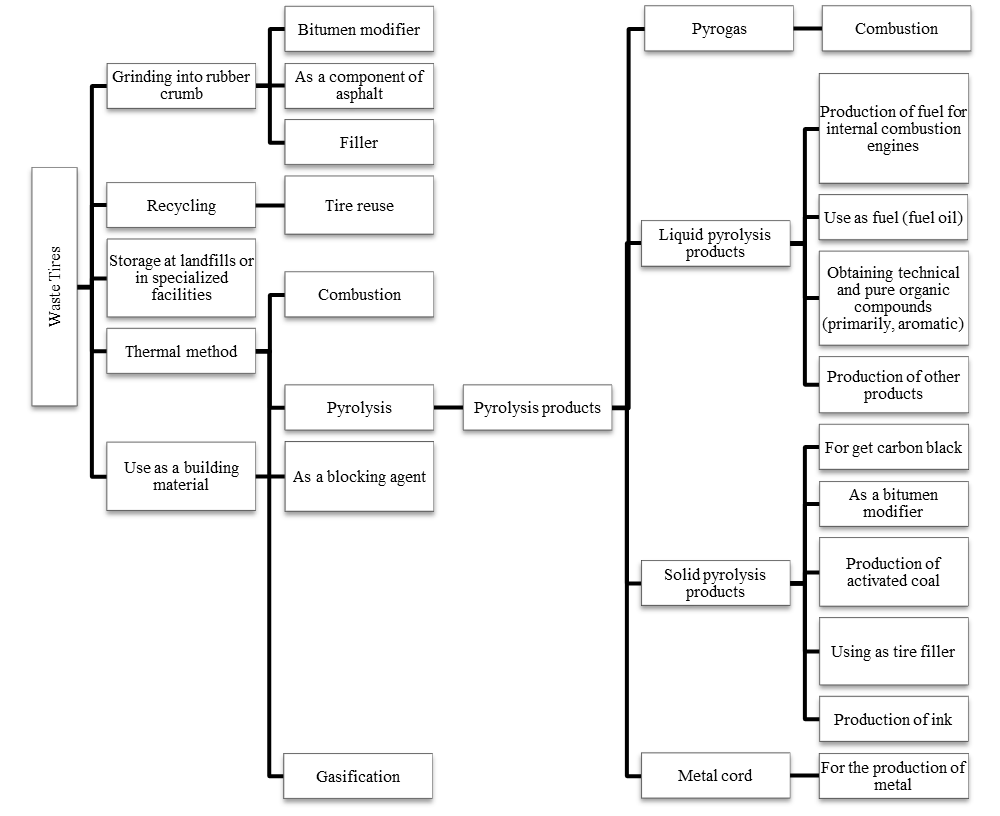 Waste Tires
Grinding into rubber
crumb
Bitumen modifier
As a component of
asphalt
Filler
Recycling
Tire reuse
Storage at landfills or
in specialized
facilities
Thermal method
Combustion
Pyrolysis
Use as a building
material
As a blocking agent
Gasification
Pyrolysis products
Pyrogas
Combustion
Liquid pyrolysis
products
Production of fuel for
internal combustion
engines
Use as fuel (fuel oil)
Obtaining technical
and pure organic
compounds
(primarily, aromatic)
Production of other
products
Solid pyrolysis
products
For get carbon black
As a bitumen
modifier
Production of
activated coal
Using as tire filler
Production of ink
Metal cord
For the production of
metal